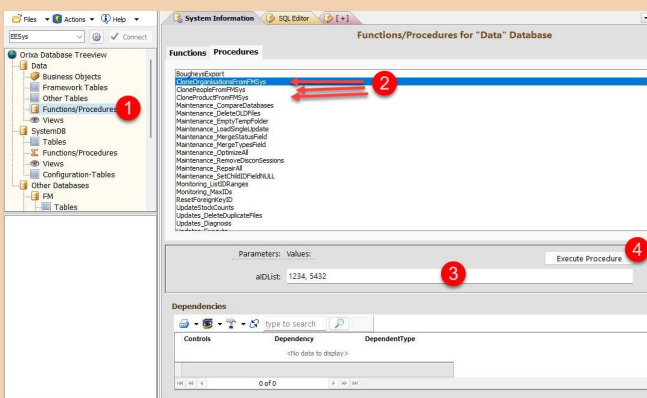 Files Actions Help
EESys Connect
Orixa Database Treeview
Data
Business Objects
Framework Tables
Other Tables
Functions/Procedures
Views
SystemDB
Tables
Functions/Procedures
Views
Configuration-Tables
Other Databases
FM
Tables
1
System Information SQL Editor [+]
Functions/Procedures for "Data" Database
Functions Procedures
BougheysExport
CloneOrganisationsFromFMSys
ClonePeopleFromFMSys
CloneProductFromFMSys
Maintenance_CompareDatabases
Maintenance_DeleteOLDFiles
Maintenance_EmptyTempFolder
Maintenance_LoadSingleUpdate
Maintenance_MergeStatusField
Maintenance_MergeTypesField
Maintenance_OptimizeAll
Maintenance_RemoveDisconSessions
Maintenance_RepairAll
Maintenance_SetChildIDFieldNULL
Monitoring_ListIDRanges
Monitoring_MaxIDs
ResetForeignKeyID
UpdateStockCounts
Updates_DeleteDuplicateFiles
Updates_Diagnosis
Updates_Execute
2
Parameters: Values:
Execute Procedure
4
aIDList: 1234, 5432
3
Dependencies
type to search
Controls Dependency DependentType
<No data to display>
0 of 0